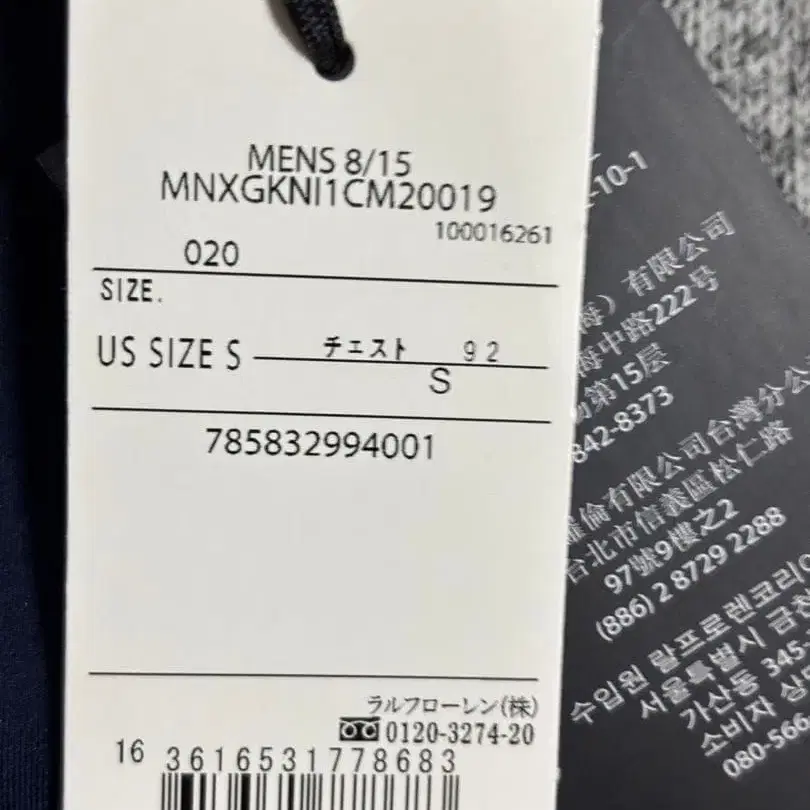 MENS 8/15
MNXGKNI1CM20019
100016261
020
SIZE.
US SIZE S
チェスト 92
S
785832994001
ラルフローレン(株)
0120-3274-20
16 3616531778683
-10-1
海）有限公司
海中路222号
第15层
842-8373
有限公司台灣分公
台北市信義區松仁路
97號9樓之2
(886) 2 8729 2288
수입원 랄프로렌코리아
서울특별시 금천
가산동 345-
소비자 상
080-566